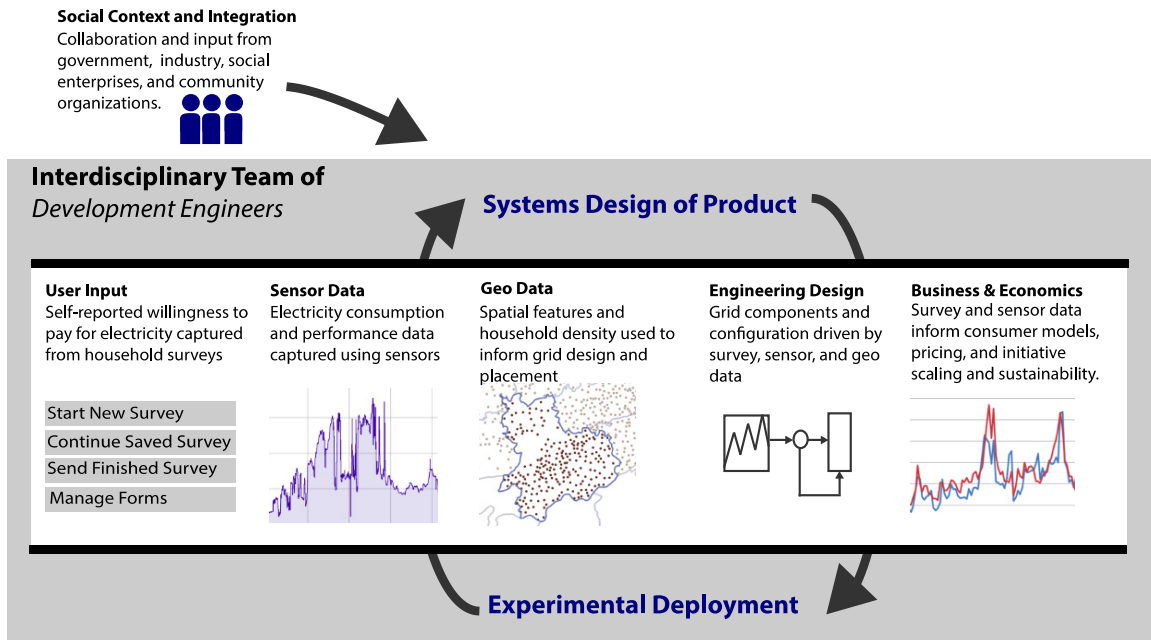 Social Context and Integration
Collaboration and input from
government, industry, social
enterprises, and community
organizations.
Interdisciplinary Team of
Development Engineers
Systems Design of Product
User Input
Self-reported willingness to
pay for electricity captured
from household surveys
Start New Survey
Continue Saved Survey
Send Finished Survey
Manage Forms
Sensor Data
Electricity consumption
and performance data
captured using sensors
Geo Data
Spatial features and
household density used to
inform grid design and
placement
Engineering Design
Grid components and
configuration driven by
survey, sensor, and geo
data
Business & Economics
Survey and sensor data
inform consumer models,
pricing, and initiative
scaling and sustainability.
Experimental Deployment